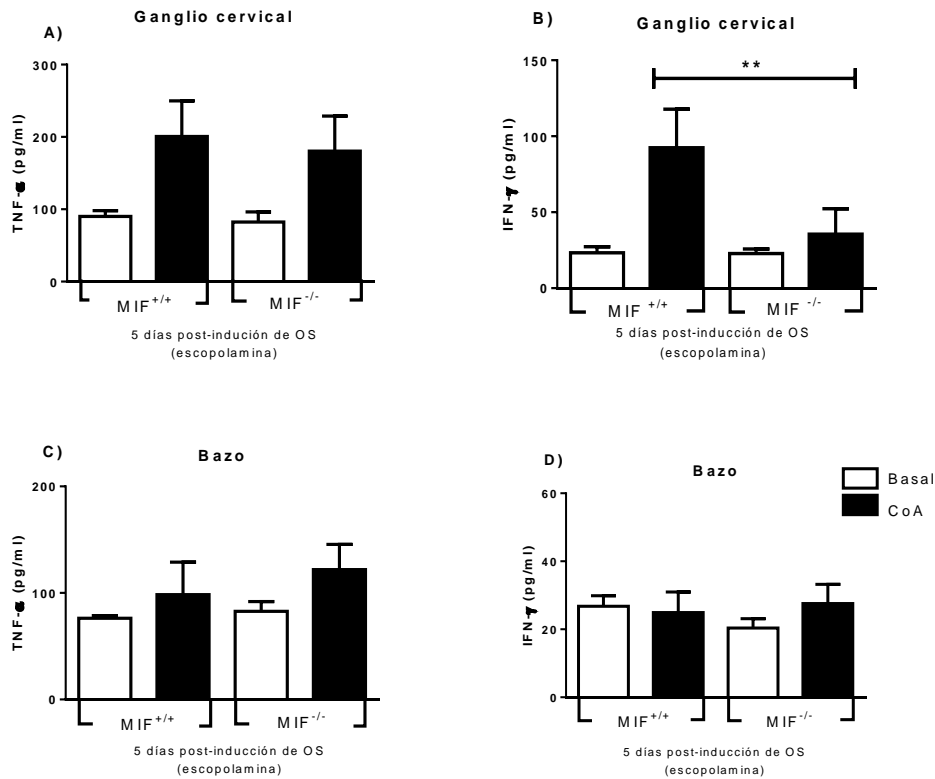 A)
Ganglio cervical
TNF-α (pg/ml)
300
200
100
0
MIF+/+
MIF-/-
5 días post-indución de OS
(escopolamina)
B)
Ganglio cervical
IFN-γ (pg/ml)
150
100
50
0
**
MIF +/+
MIF -/-
5 días post-inducción de OS
(escopolamina)
C)
Bazo
TNF-α (pg/ml)
200
100
0
MIF+/+
MIF-/-
5 días post-inducción de OS
(escopolamina)
D)
Bazo
IFN-γ (pg/ml)
60
40
20
0
MIF+/+
MIF-/-
5 días post-inducción de OS
(escopolamina)
Basal
CoA